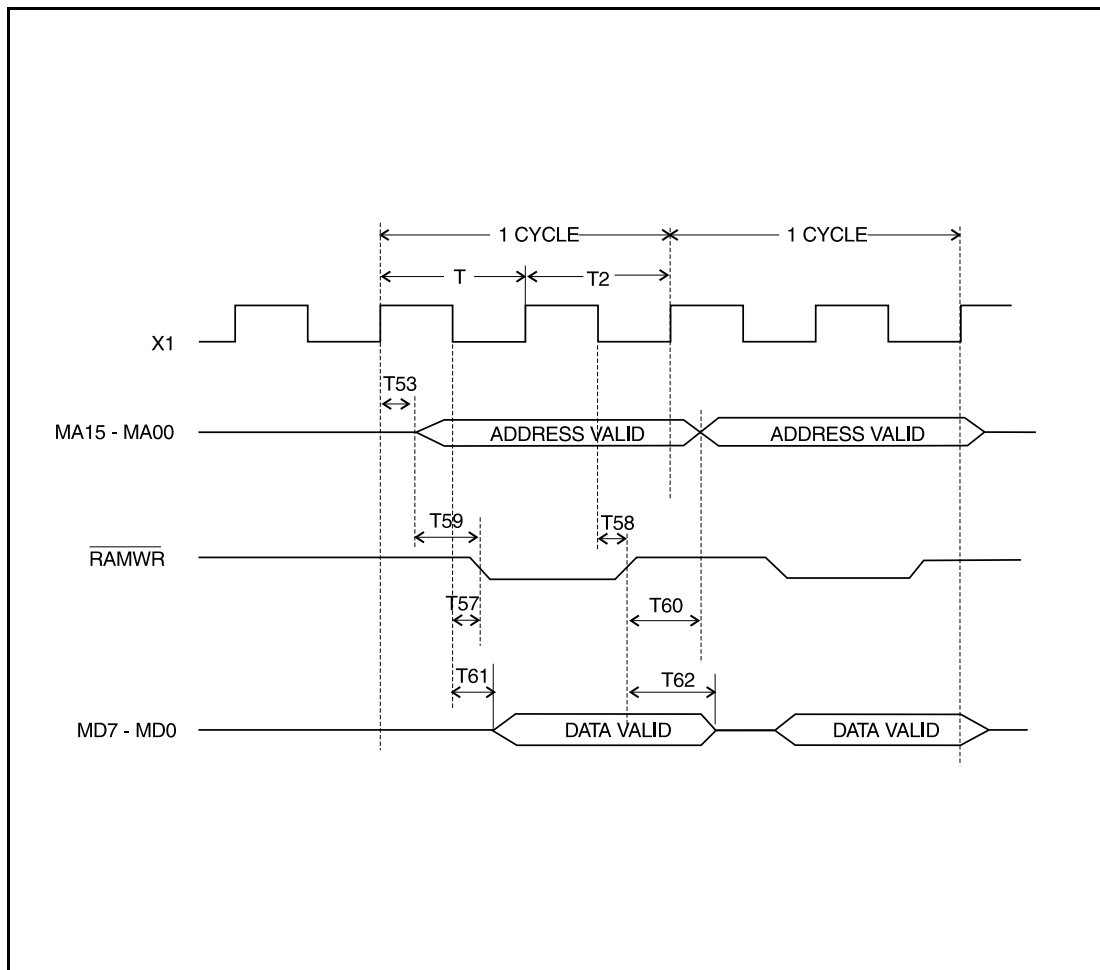 1 CYCLE 1 CYCLE
T T2
X1
T53
MA15 - MA00 ADDRESS VALID ADDRESS VALID
T59 T58
RAMWR
T57 T60
T61 T62
MD7 - MD0 DATA VALID DATA VALID